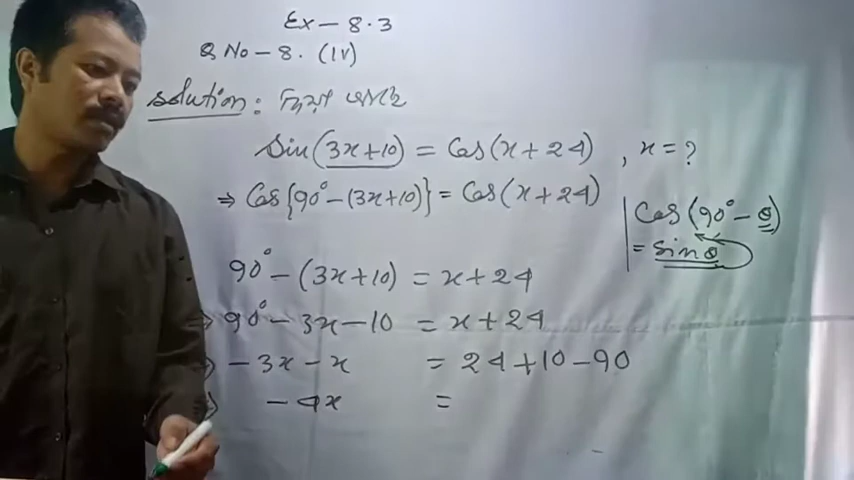 Ex - 8.3
Q No - 8. (iv)
Solution:
Sin(3x+10) = Cos(x+24), x = ?
⇒ Cos{90° - (3x+10)} = Cos(x+24)
Cos(90° - θ)
= sinθ
90° - (3x+10) = x+24
⇒ 90° - 3x - 10 = x+24
⇒ -3x - x = 24+10-90
⇒ -4x =